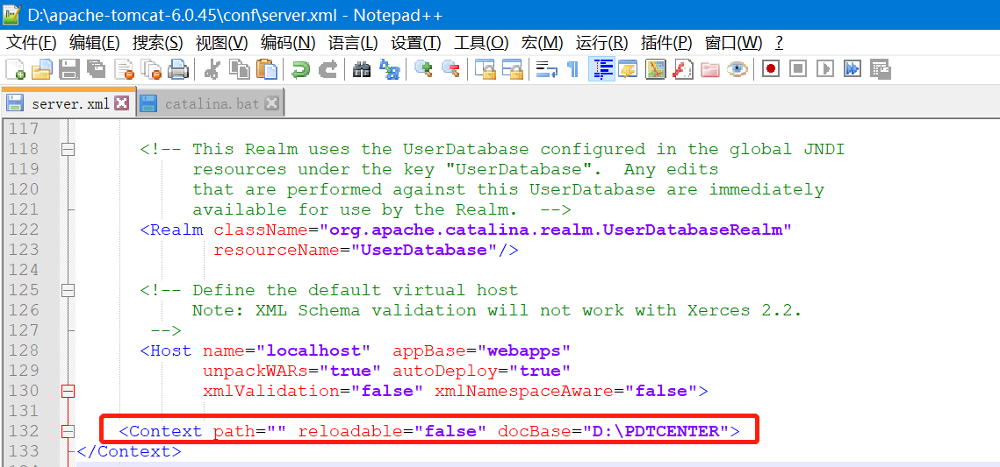 D:\apache-tomcat-6.0.45\conf\server.xml - Notepad++
文件(F) 编辑(E) 搜索(S) 视图(V) 编码(N) 语言(L) 设置(T) 工具(O) 宏(M) 运行(R) 插件(P) 窗口(W) ?
server.xml catalina.bat
117
118 <!-- This Realm uses the UserDatabase configured in the global JNDI
119 resources under the key "UserDatabase".  Any edits
120 that are performed against this UserDatabase are immediately
121 available for use by the Realm.  -->
122 <Realm className="org.apache.catalina.realm.UserDatabaseRealm"
123 resourceName="UserDatabase"/>
124
125 <!-- Define the default virtual host
126 Note: XML Schema validation will not work with Xerces 2.2.
127 -->
128 <Host name="localhost"  appBase="webapps"
129 unpackWARs="true" autoDeploy="true"
130 xmlValidation="false" xmlNamespaceAware="false">
131
132 <Context path="" reloadable="false" docBase="D:\PDTCENTER">
133 </Context>